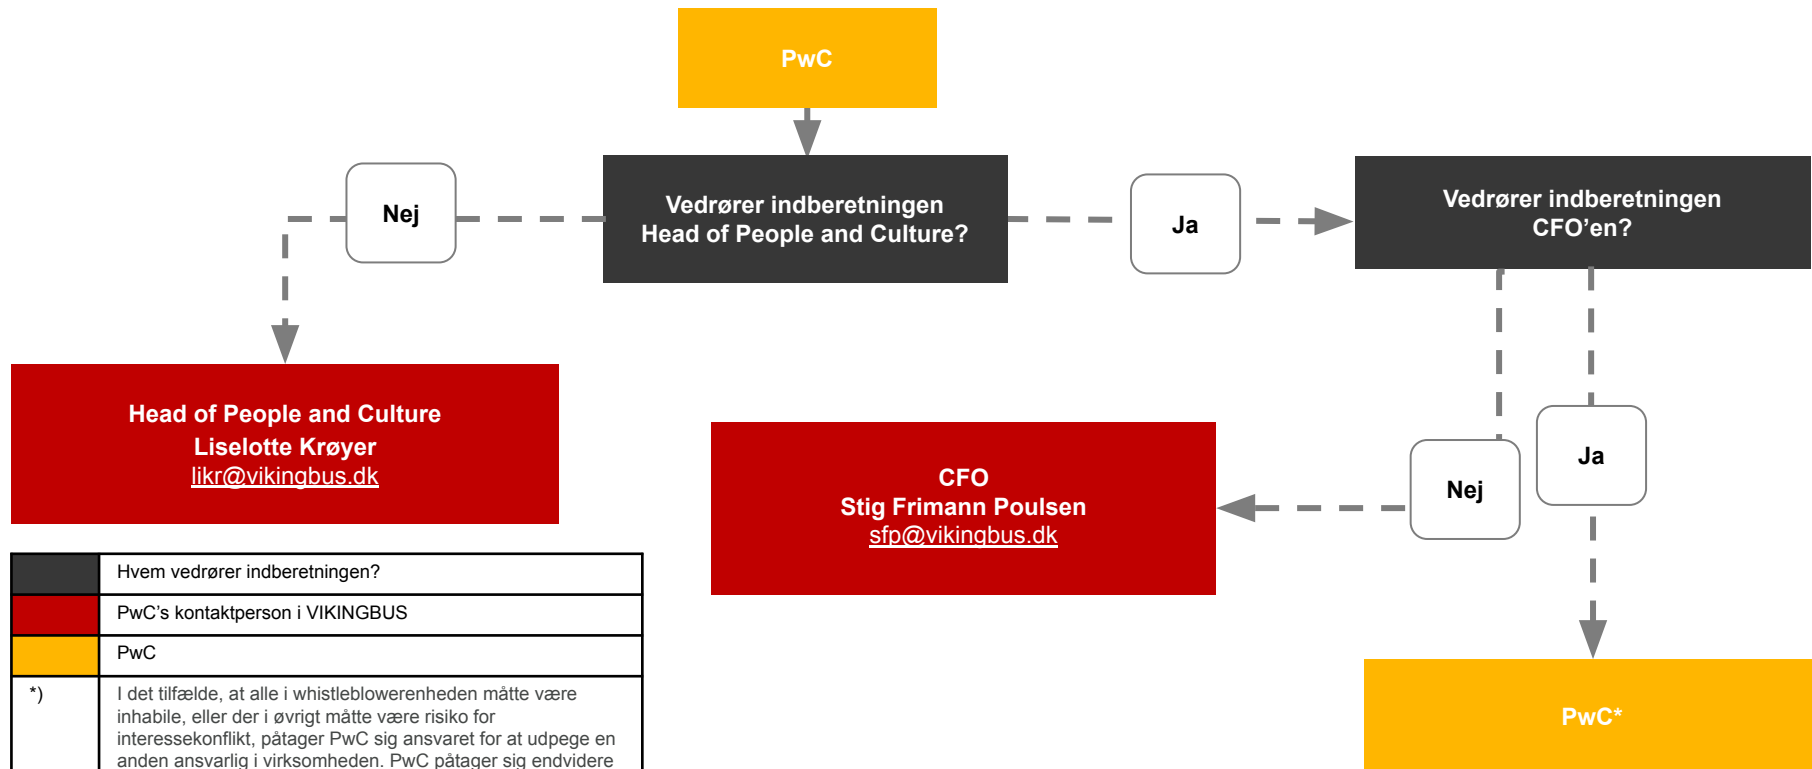 PwC
Vedrører indberetningen
Head of People and Culture?
Nej
Ja
Vedrører indberetningen
CFO’en?
Head of People and Culture
Liselotte Krøyer
likr@vikingbus.dk
CFO
Stig Frimann Poulsen
sfp@vikingbus.dk
Nej
Ja
PwC*
Hvem vedrører indberetningen?
PwC’s kontaktperson i VIKINGBUS
PwC
*) I det tilfælde, at alle i whistleblowerenheden måtte være
inhabile, eller der i øvrigt måtte være risiko for
interessekonflikt, påtager PwC sig ansvaret for at udpege en
anden ansvarlig i virksomheden. PwC påtager sig endvidere